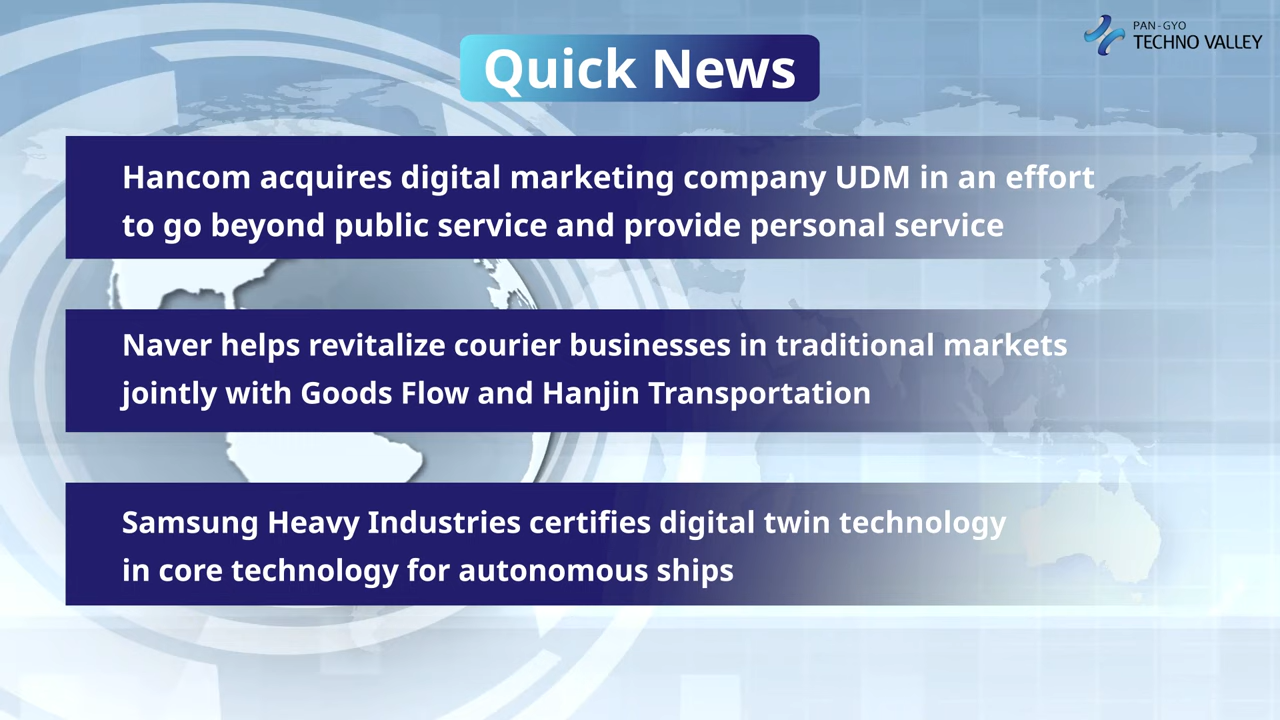 PAN-GYO
TECHNO VALLEY
Quick News
Hancom acquires digital marketing company UDM in an effort
to go beyond public service and provide personal service
Naver helps revitalize courier businesses in traditional markets
jointly with Goods Flow and Hanjin Transportation
Samsung Heavy Industries certifies digital twin technology
in core technology for autonomous ships